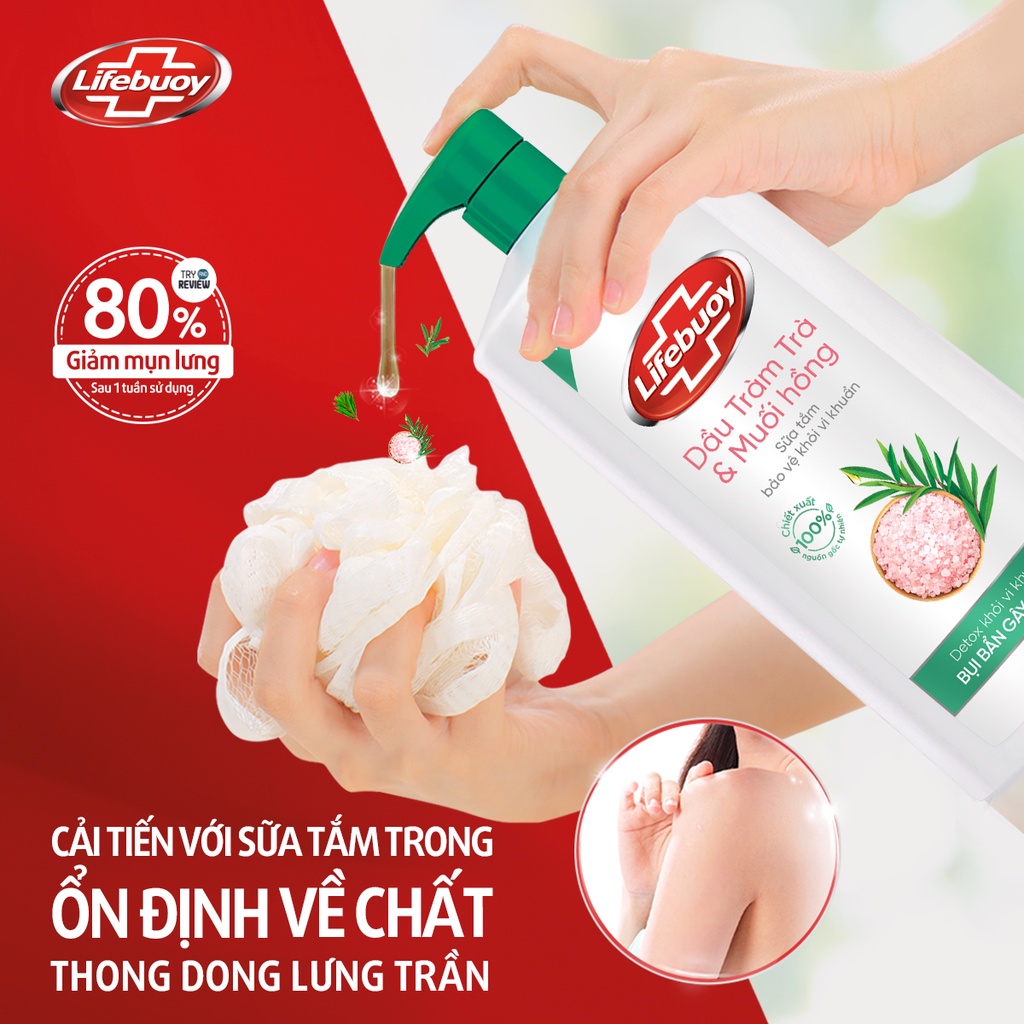 Lifebuoy
TRY AND
REVIEW
80%
Giảm mụn lưng
Sau 1 tuần sử dụng
Lifebuoy
Dầu Tràm Trà
& Muối hồng
Sữa tắm
bảo vệ khỏi vi khuẩn
Chiết xuất
100%
nguồn gốc tự nhiên
Detox khỏi vi
BỤI BẨN GÂY
CẢI TIẾN VỚI SỮA TẮM TRONG
ỔN ĐỊNH VỀ CHẤT
THONG DONG LƯNG TRẦN